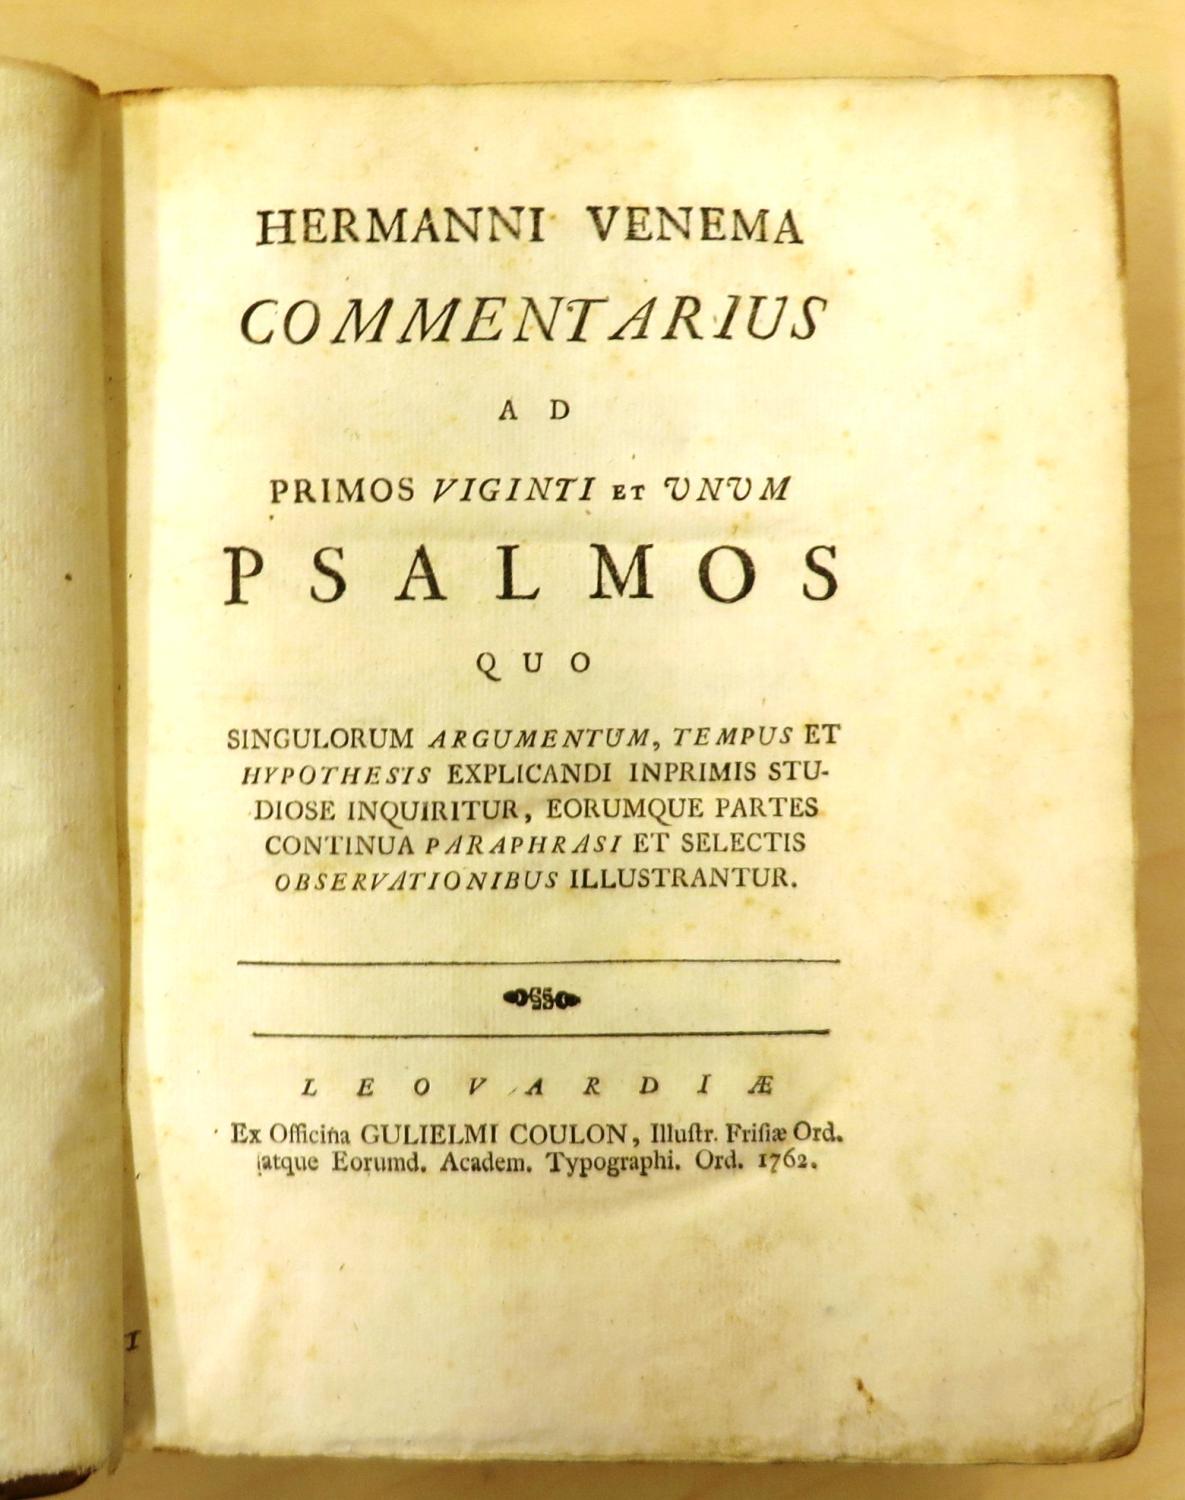 HERMANNI VENEMA
COMMENTARIUS
AD
PRIMOS VIGINTI ET UNUM
PSALMOS
QUO
SINGULORUM ARGUMENTUM, TEMPUS ET
HYPOTHESIS EXPLICANDI INPRIMIS STU-
DIOSE INQUIRITUR, EORUMQUE PARTES
CONTINUA PARAPHRASI ET SELECTIS
OBSERVATIONIBUS ILLUSTRANTUR.
LEOVARDIÆ
Ex Officina GULIELMI COULON, Illuſtr. Friſiæ Ord.
atque Eorumd. Academ. Typographi. Ord. 1762.